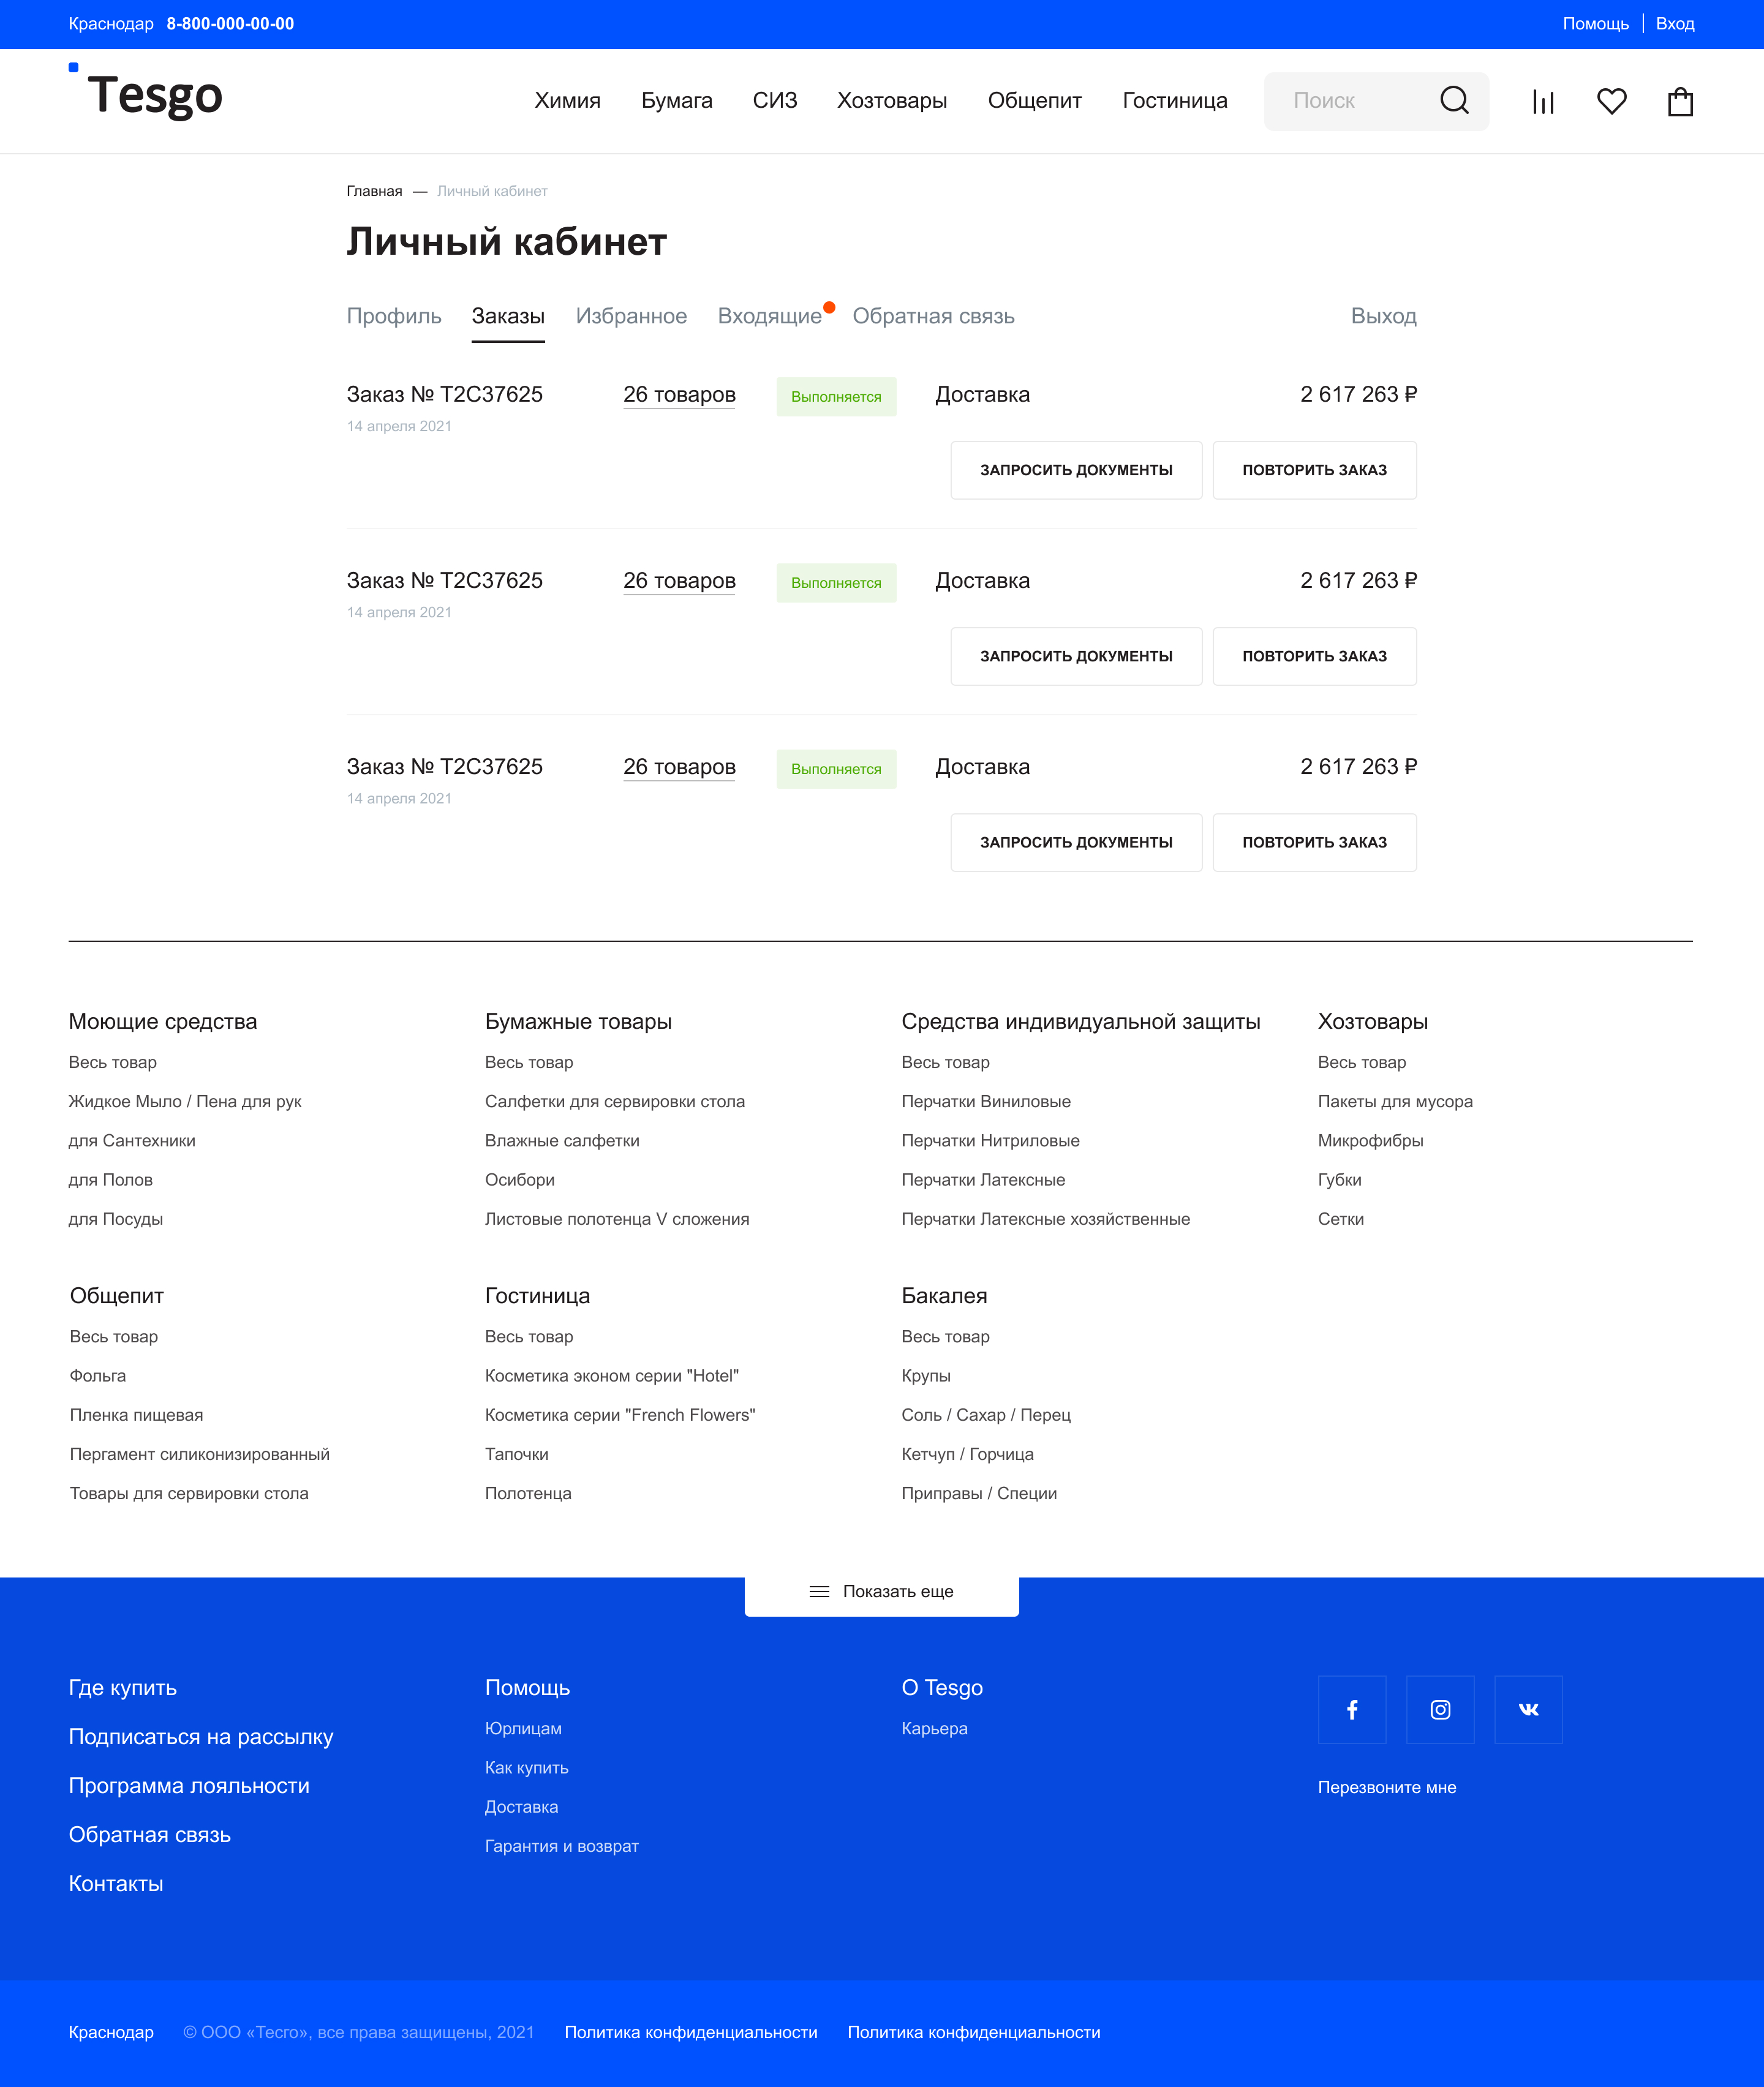 Краснодар 8-800-000-00-00 Помощь Вход
Tesgo Химия Бумага СИЗ Хозтовары Общепит Гостиница Поиск
Главная — Личный кабинет
Личный кабинет
Профиль Заказы Избранное Входящие Обратная связь Выход
Заказ № Т2С37625 26 товаров Выполняется Доставка 2 617 263 ₽
14 апреля 2021
ЗАПРОСИТЬ ДОКУМЕНТЫ ПОВТОРИТЬ ЗАКАЗ
Заказ № Т2С37625 26 товаров Выполняется Доставка 2 617 263 ₽
14 апреля 2021
ЗАПРОСИТЬ ДОКУМЕНТЫ ПОВТОРИТЬ ЗАКАЗ
Заказ № Т2С37625 26 товаров Выполняется Доставка 2 617 263 ₽
14 апреля 2021
ЗАПРОСИТЬ ДОКУМЕНТЫ ПОВТОРИТЬ ЗАКАЗ
Моющие средства
Весь товар
Жидкое Мыло / Пена для рук
для Сантехники
для Полов
для Посуды
Бумажные товары
Весь товар
Салфетки для сервировки стола
Влажные салфетки
Осибори
Листовые полотенца V сложения
Средства индивидуальной защиты
Весь товар
Перчатки Виниловые
Перчатки Нитриловые
Перчатки Латексные
Перчатки Латексные хозяйственные
Хозтовары
Весь товар
Пакеты для мусора
Микрофибры
Губки
Сетки
Общепит
Весь товар
Фольга
Пленка пищевая
Пергамент силиконизированный
Товары для сервировки стола
Гостиница
Весь товар
Косметика эконом серии "Hotel"
Косметика серии "French Flowers"
Тапочки
Полотенца
Бакалея
Весь товар
Крупы
Соль / Сахар / Перец
Кетчуп / Горчица
Приправы / Специи
Показать еще
Где купить
Подписаться на рассылку
Программа лояльности
Обратная связь
Контакты
Помощь
Юрлицам
Как купить
Доставка
Гарантия и возврат
О Tesgo
Карьера
Перезвоните мне
Краснодар © ООО «Тесго», все права защищены, 2021 Политика конфиденциальности Политика конфиденциальности